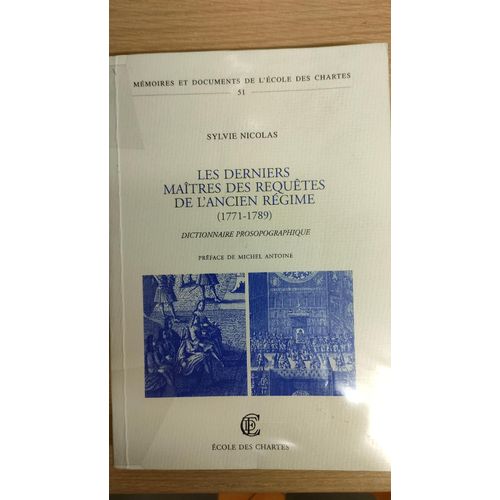 MÉMOIRES ET DOCUMENTS DE L'ÉCOLE DES CHARTES
51
SYLVIE NICOLAS
LES DERNIERS
MAÎTRES DES REQUÊTES
DE L'ANCIEN RÉGIME
(1771-1789)
DICTIONNAIRE PROSOPOGRAPHIQUE
PRÉFACE DE MICHEL ANTOINE
ÉCOLE DES CHARTES